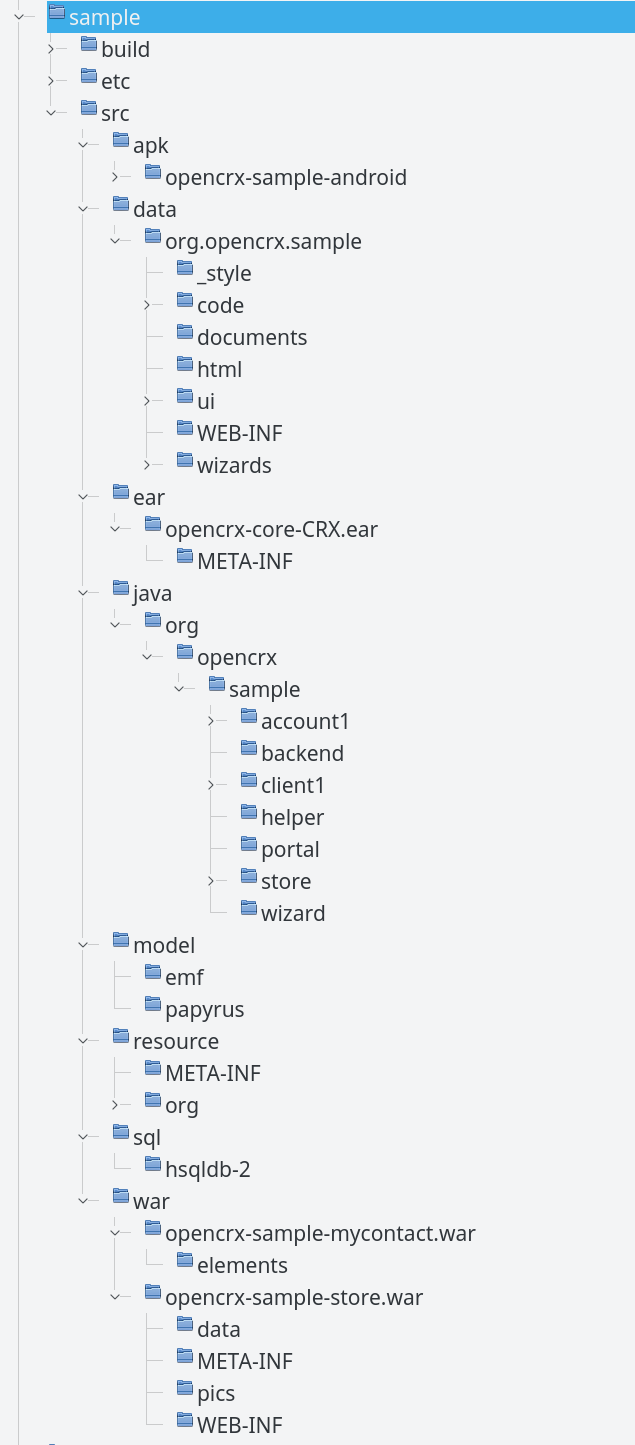 sample
build
etc
src
apk
opencrx-sample-android
data
org.opencrx.sample
_style
code
documents
html
ui
WEB-INF
wizards
ear
opencrx-core-CRX.ear
META-INF
java
org
opencrx
sample
account1
backend
client1
helper
portal
store
wizard
model
emf
papyrus
resource
META-INF
org
sql
hsqldb-2
war
opencrx-sample-mycontact.war
elements
opencrx-sample-store.war
data
META-INF
pics
WEB-INF